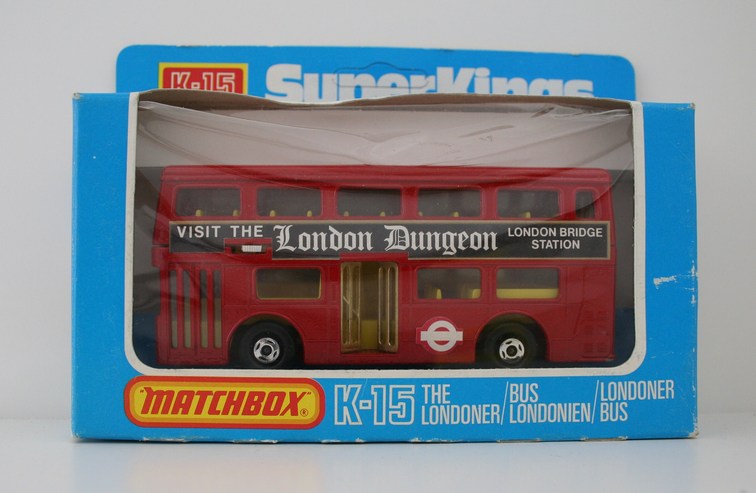 K-15
SuperKings
VISIT THE London Dungeon LONDON BRIDGE
STATION
"MATCHBOX"®
K-15
THE
LONDONER/
BUS
LONDONIEN/
LONDONER
BUS